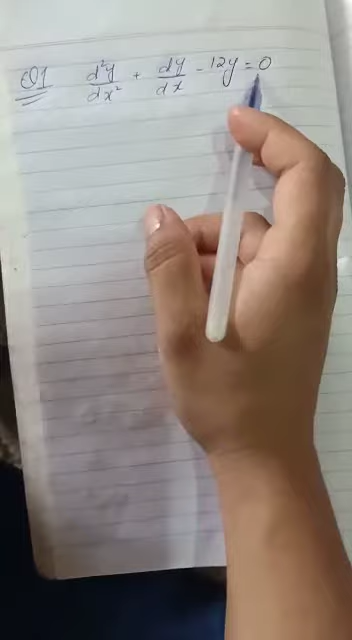 Q1 d²y/dx² + dy/dx - 12y = 0